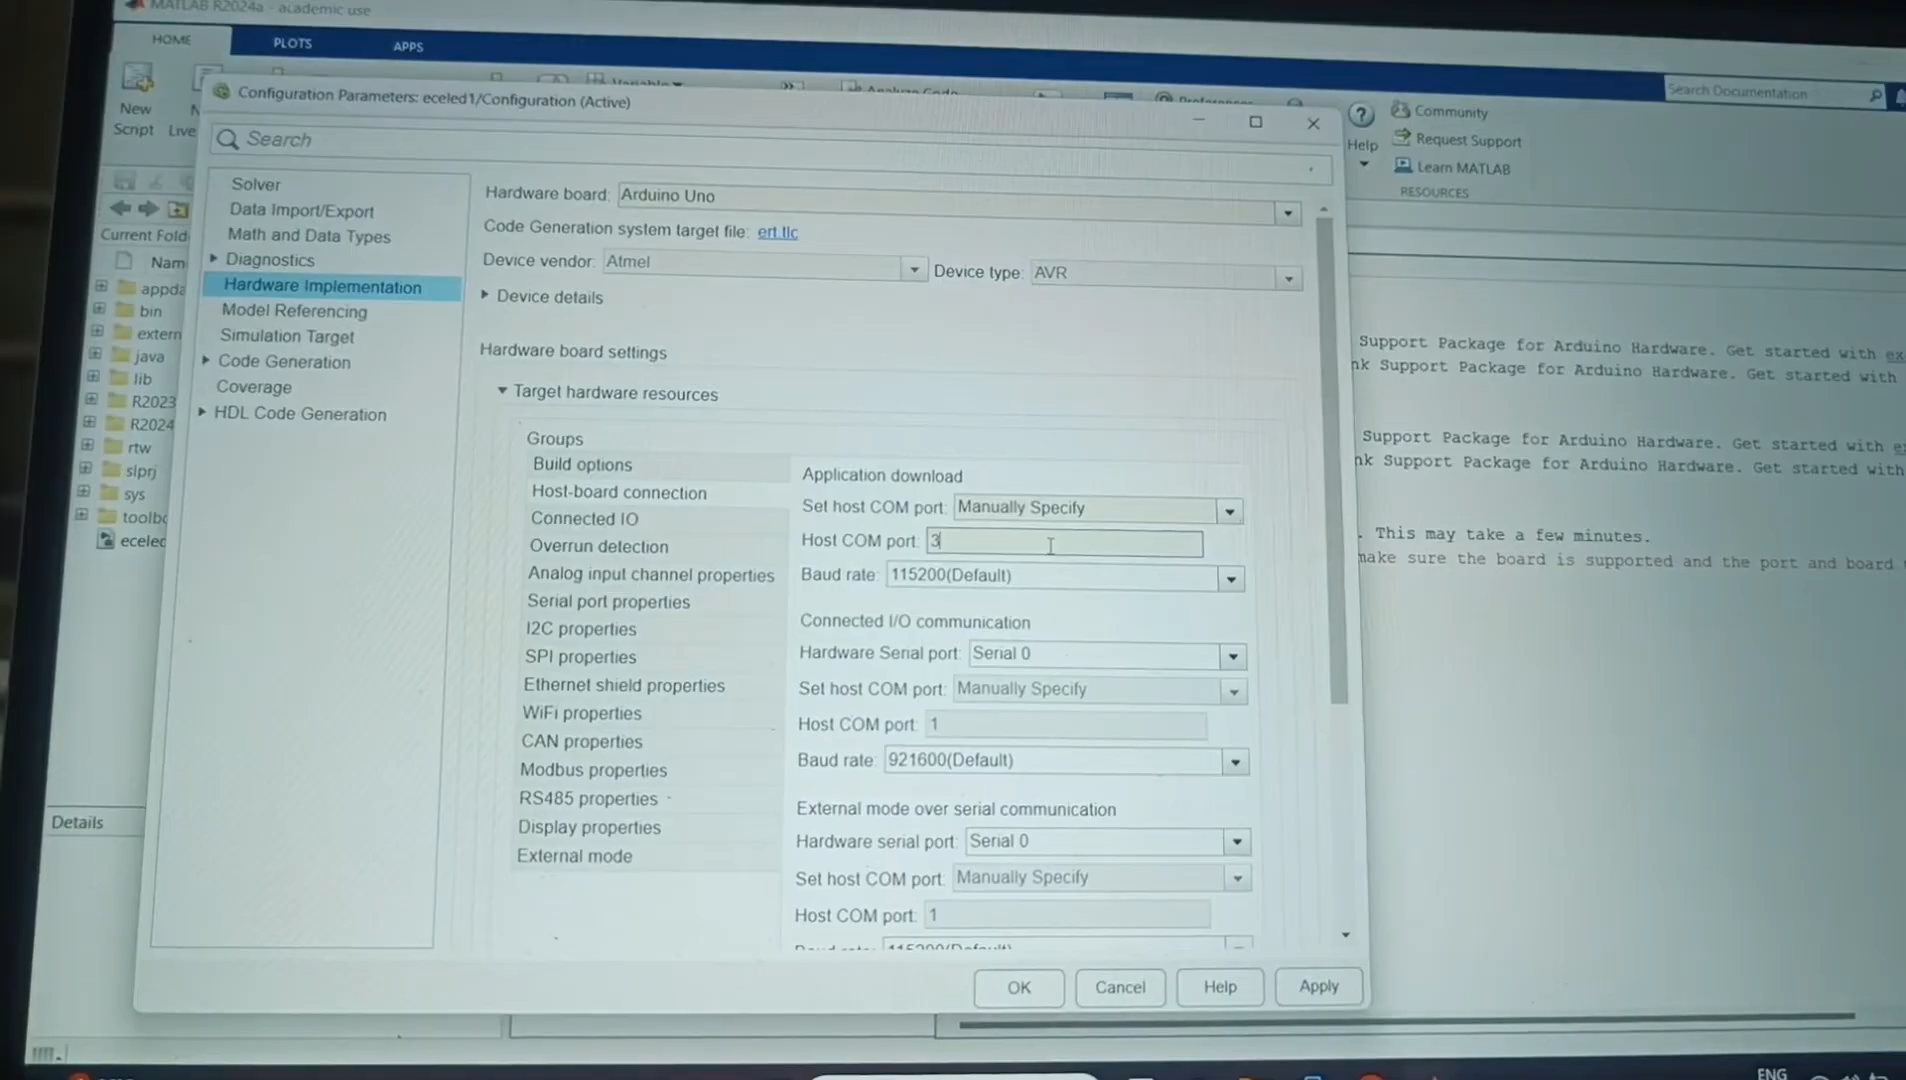 MATLAB R2024a - academic use
HOME
PLOTS
APPS
New
Script
Live
Search Documentation
Community
Help
Request Support
Learn MATLAB
RESOURCES
Configuration Parameters: eceled1/Configuration (Active)
Search
Solver
Data Import/Export
Math and Data Types
Diagnostics
Hardware Implementation
Model Referencing
Simulation Target
Code Generation
Coverage
HDL Code Generation
Hardware board: Arduino Uno
Code Generation system target file: ert.tlc
Device vendor: Atmel
Device type: AVR
Device details
Hardware board settings
Target hardware resources
Groups
Build options
Host-board connection
Connected IO
Overrun detection
Analog input channel properties
Serial port properties
I2C properties
SPI properties
Ethernet shield properties
WiFi properties
CAN properties
Modbus properties
RS485 properties
Display properties
External mode
Application download
Set host COM port: Manually Specify
Host COM port: 3
Baud rate: 115200(Default)
Connected I/O communication
Hardware Serial port: Serial 0
Set host COM port: Manually Specify
Host COM port: 1
Baud rate: 921600(Default)
External mode over serial communication
Hardware serial port: Serial 0
Set host COM port: Manually Specify
Host COM port: 1
OK
Cancel
Help
Apply
Current Fold
Nam
appda
bin
extern
java
lib
R2023
R2024
rtw
slprj
sys
toolbo
eceled
Details
Support Package for Arduino Hardware. Get started with ex
nk Support Package for Arduino Hardware. Get started with
Support Package for Arduino Hardware. Get started with e
nk Support Package for Arduino Hardware. Get started with
. This may take a few minutes.
make sure the board is supported and the port and board
ENG